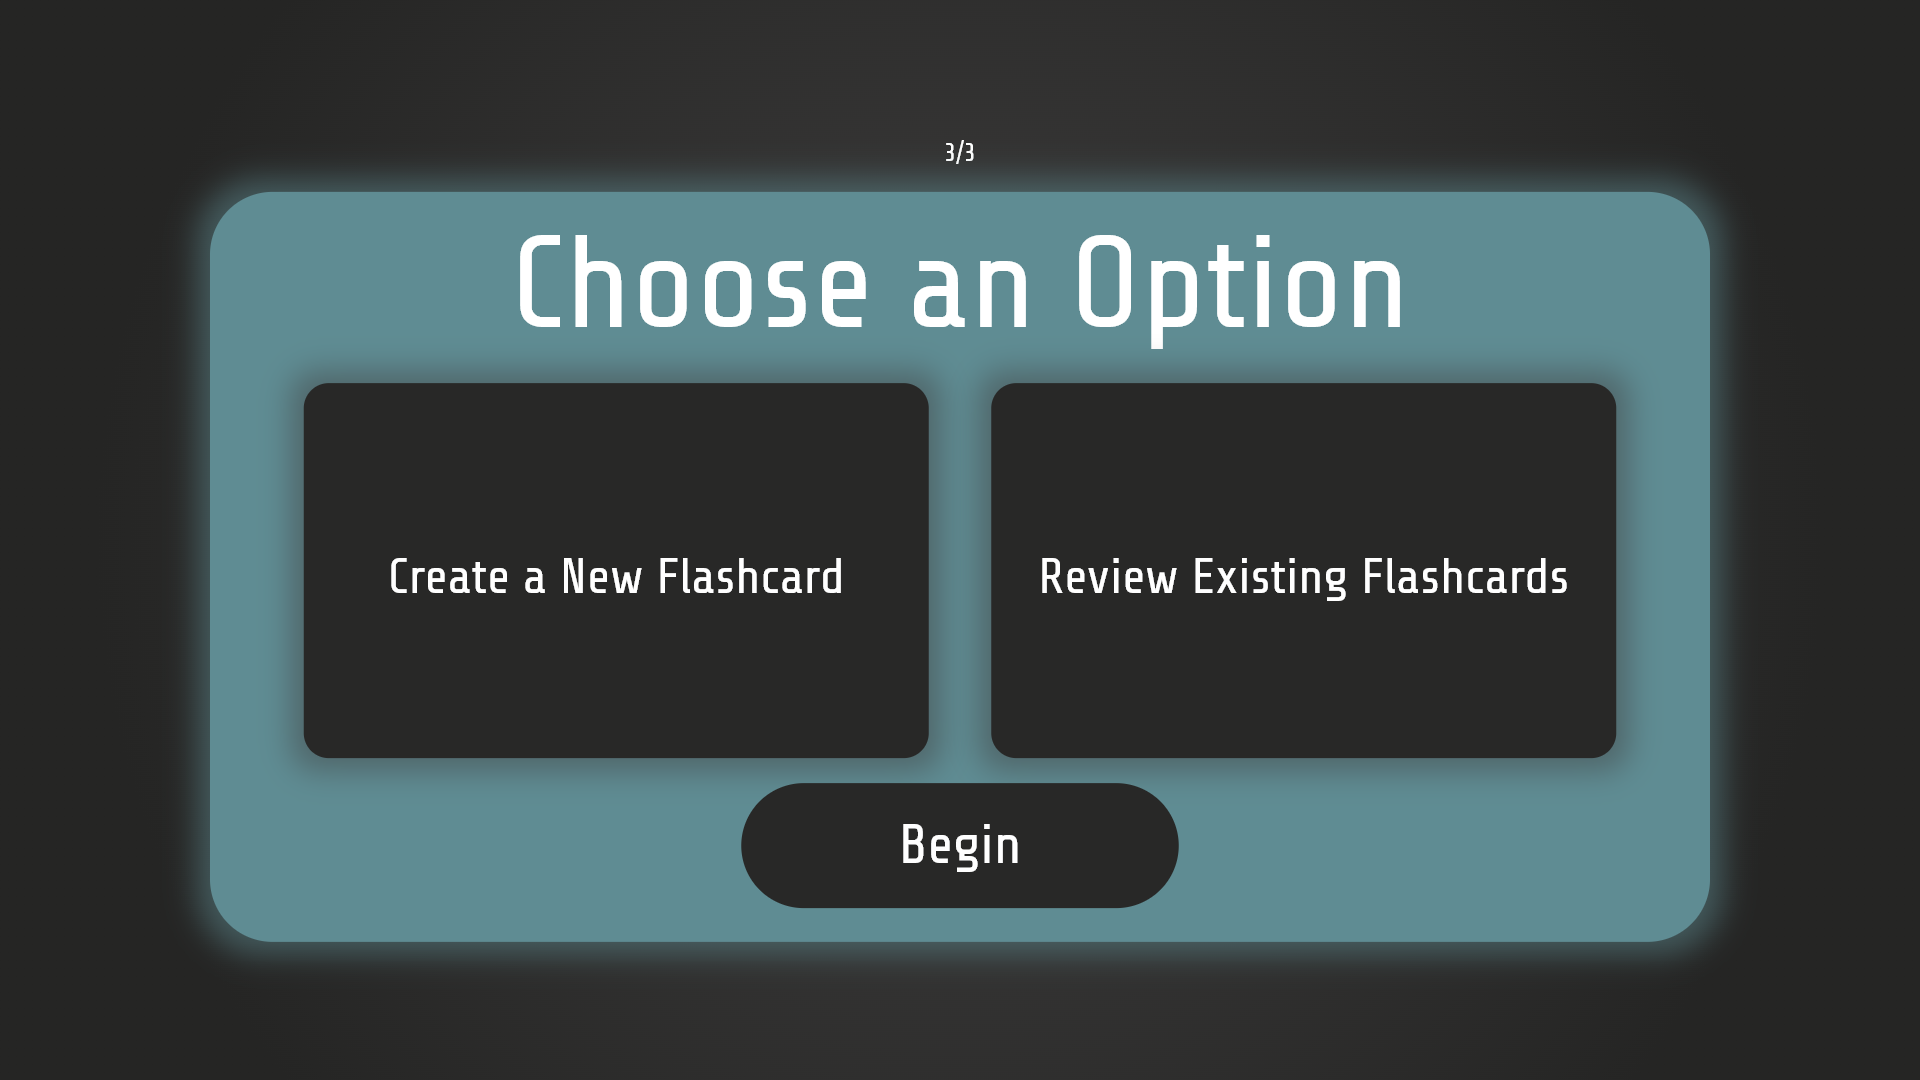 3/3
Choose an Option
Create a New Flashcard
Review Existing Flashcards
Begin